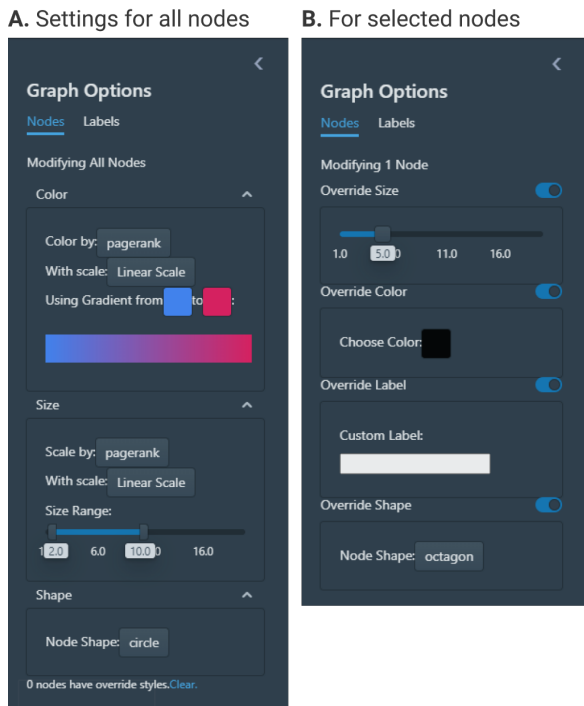 A. Settings for all nodes
Graph Options
Nodes Labels
Modifying All Nodes
Color
Color by: pagerank
With scale: Linear Scale
Using Gradient from to :
Size
Scale by: pagerank
With scale: Linear Scale
Size Range:
2.0 6.0 10.0 16.0
Shape
Node Shape: circle
0 nodes have override styles.Clear.
B. For selected nodes
Graph Options
Nodes Labels
Modifying 1 Node
Override Size
1.0 5.0 11.0 16.0
Override Color
Choose Color:
Override Label
Custom Label:
Override Shape
Node Shape: octagon